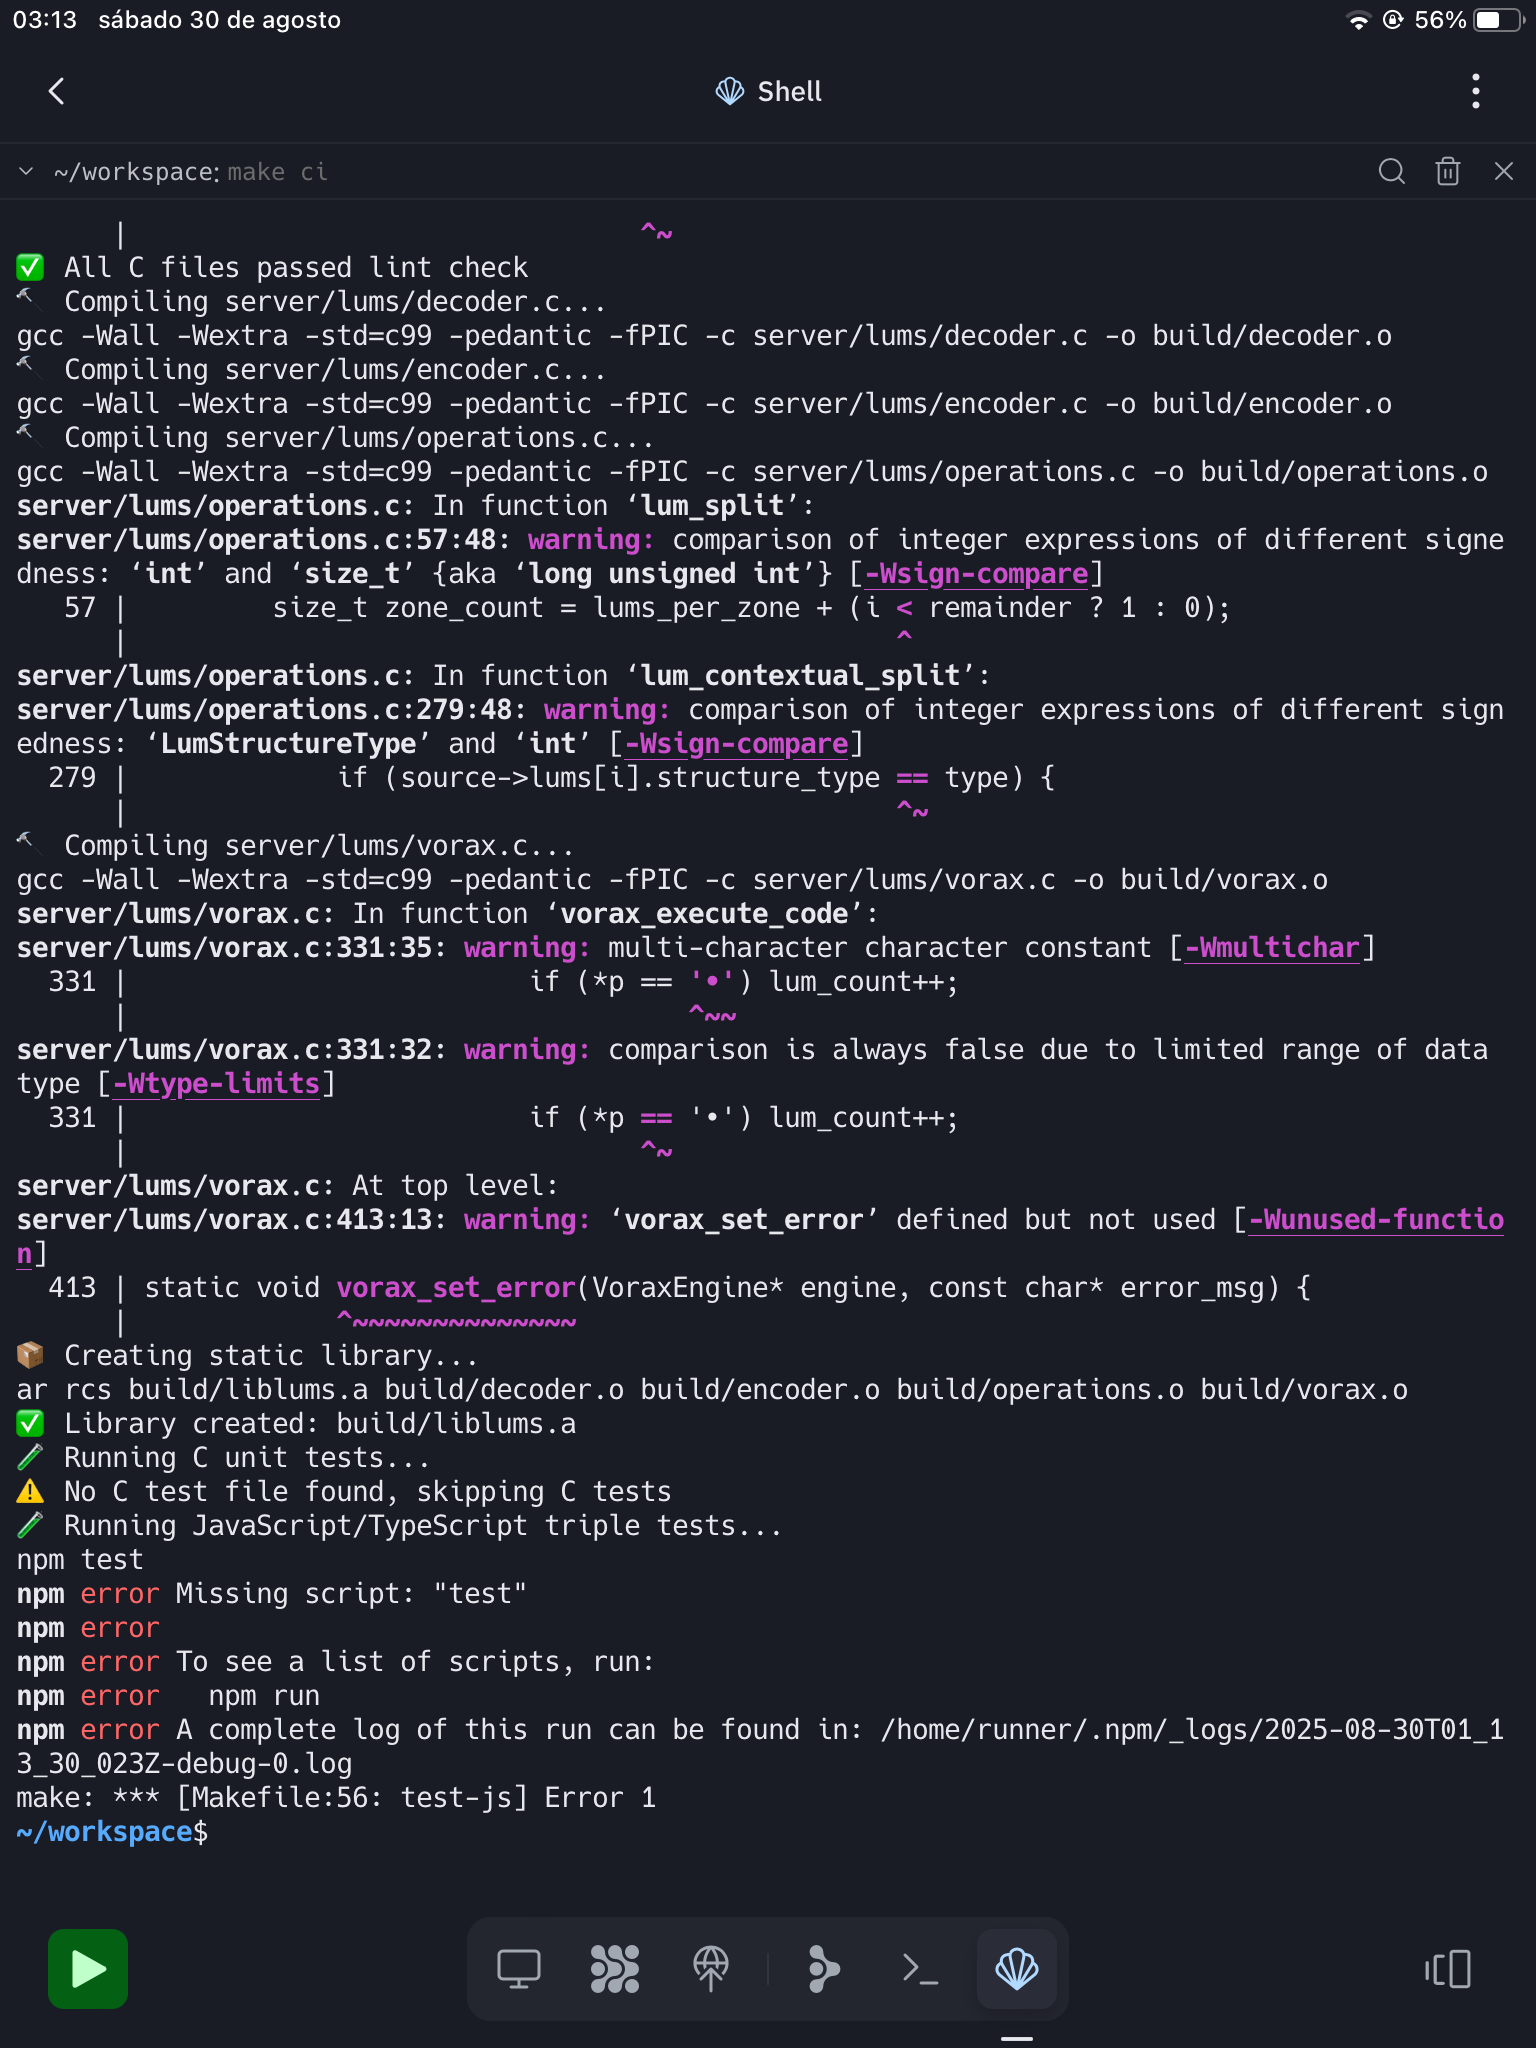 03:13 sábado 30 de agosto 56%
Shell
~/workspace: make ci
| ^~
✅ All C files passed lint check
🔨 Compiling server/lums/decoder.c...
gcc -Wall -Wextra -std=c99 -pedantic -fPIC -c server/lums/decoder.c -o build/decoder.o
🔨 Compiling server/lums/encoder.c...
gcc -Wall -Wextra -std=c99 -pedantic -fPIC -c server/lums/encoder.c -o build/encoder.o
🔨 Compiling server/lums/operations.c...
gcc -Wall -Wextra -std=c99 -pedantic -fPIC -c server/lums/operations.c -o build/operations.o
server/lums/operations.c: In function ‘lum_split’:
server/lums/operations.c:57:48: warning: comparison of integer expressions of different signe
dness: ‘int’ and ‘size_t’ {aka ‘long unsigned int’} [-Wsign-compare]
57 | size_t zone_count = lums_per_zone + (i < remainder ? 1 : 0);
| ^
server/lums/operations.c: In function ‘lum_contextual_split’:
server/lums/operations.c:279:48: warning: comparison of integer expressions of different sign
edness: ‘LumStructureType’ and ‘int’ [-Wsign-compare]
279 | if (source->lums[i].structure_type == type) {
| ^~
🔨 Compiling server/lums/vorax.c...
gcc -Wall -Wextra -std=c99 -pedantic -fPIC -c server/lums/vorax.c -o build/vorax.o
server/lums/vorax.c: In function ‘vorax_execute_code’:
server/lums/vorax.c:331:35: warning: multi-character character constant [-Wmultichar]
331 | if (*p == '•') lum_count++;
| ^~~
server/lums/vorax.c:331:32: warning: comparison is always false due to limited range of data
type [-Wtype-limits]
331 | if (*p == '•') lum_count++;
| ^~
server/lums/vorax.c: At top level:
server/lums/vorax.c:413:13: warning: ‘vorax_set_error’ defined but not used [-Wunused-functio
n]
413 | static void vorax_set_error(VoraxEngine* engine, const char* error_msg) {
| ^~~~~~~~~~~~~~~
📦 Creating static library...
ar rcs build/liblums.a build/decoder.o build/encoder.o build/operations.o build/vorax.o
✅ Library created: build/liblums.a
🧪 Running C unit tests...
⚠️ No C test file found, skipping C tests
🧪 Running JavaScript/TypeScript triple tests...
npm test
npm error Missing script: "test"
npm error
npm error To see a list of scripts, run:
npm error npm run
npm error A complete log of this run can be found in: /home/runner/.npm/_logs/2025-08-30T01_1
3_30_023Z-debug-0.log
make: *** [Makefile:56: test-js] Error 1
~/workspace$